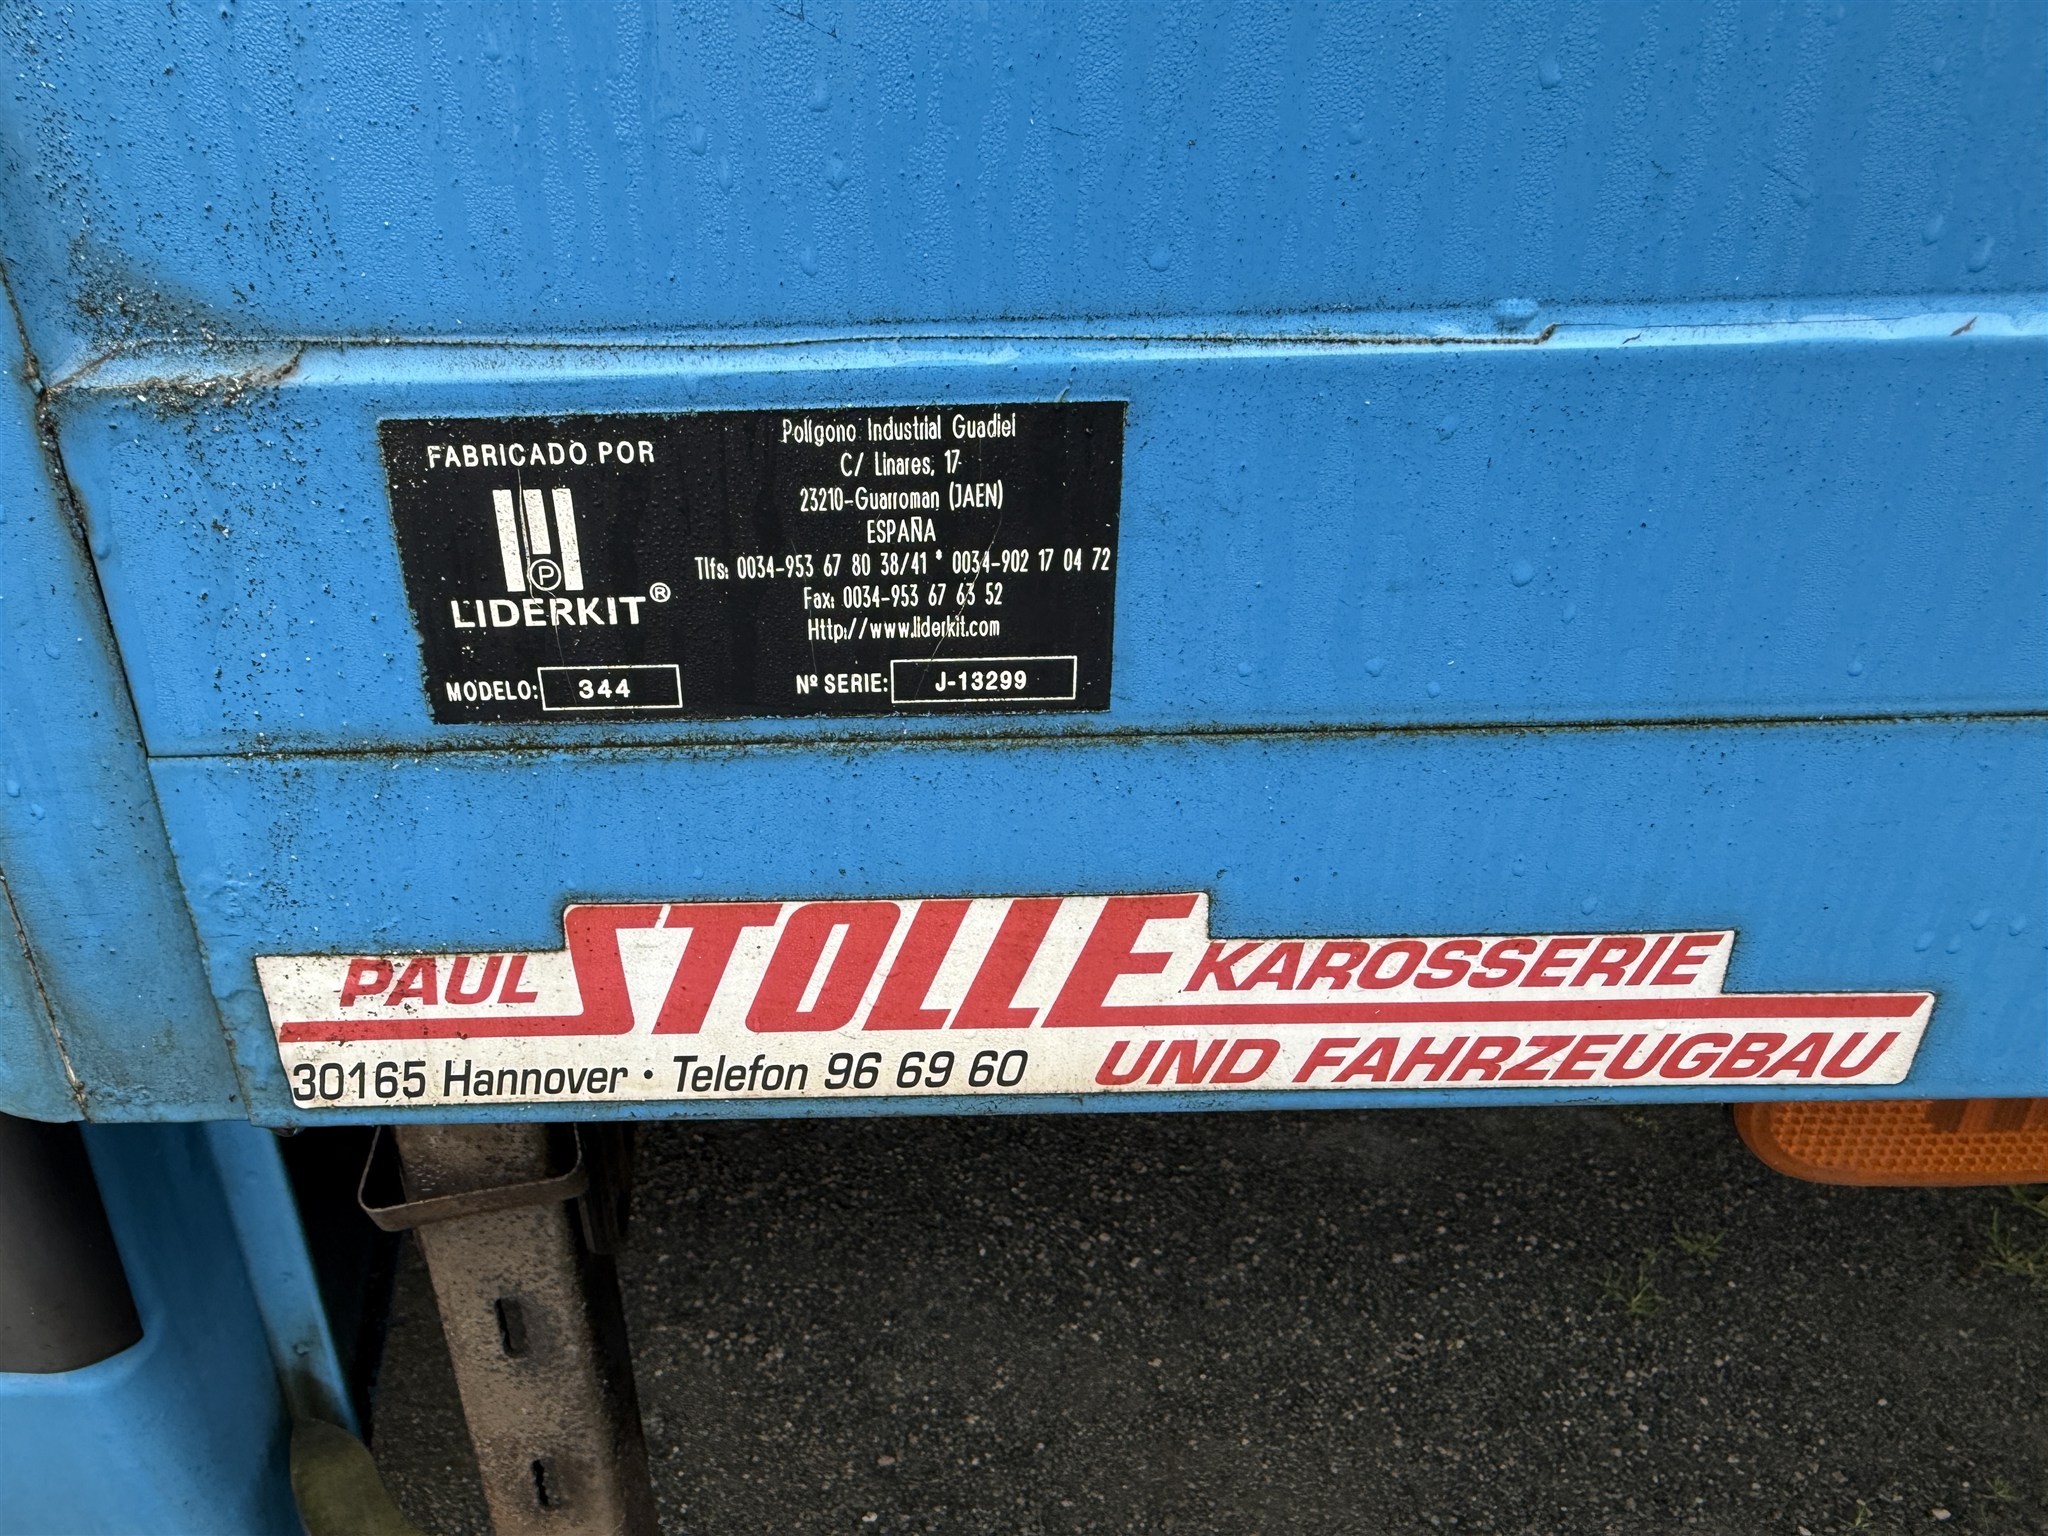 FABRICADO POR
P
LIDERKIT®
Polígono Industrial Guadiel
C/ Linares, 17
23210-Guarroman (JAEN)
ESPAÑA
Tlfs: 0034-953 67 80 38/41 * 0034-902 17 04 72
Fax: 0034-953 67 63 52
Http://www.liderkit.com
MODELO: 344
Nº SERIE: J-13299
PAUL STOLLE KAROSSERIE
UND FAHRZEUGBAU
30165 Hannover · Telefon 96 69 60